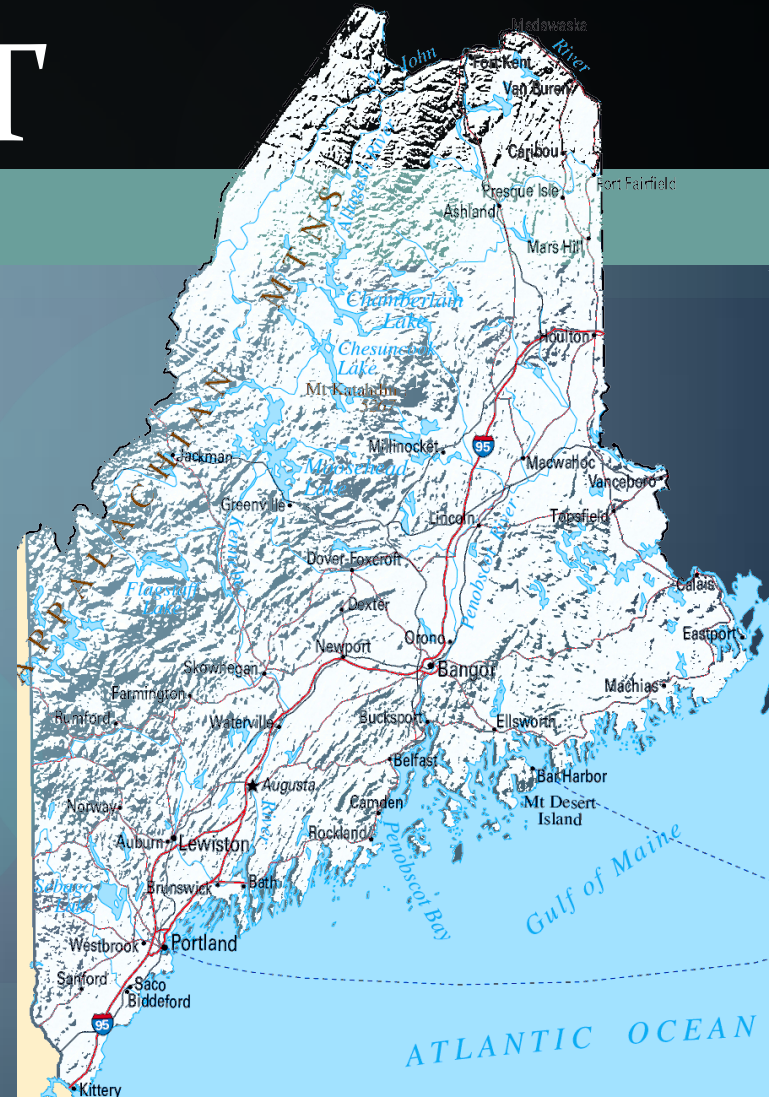 T
Madawaska
St. John
River
Fort Kent
Van Buren
Allagash River
Caribou
Presque Isle
Fort Fairfield
Ashland
Mars Hill
Chamberlain
Lake
Houlton
Chesuncook
Lake
Mt Katahdin
APPALACHIAN MTNS
Millinocket
95
Jackman
Macwahoc
Moosehead
Lake
Vanceboro
Greenville
Lincoln
Topsfield
Kennebec
Penobscot River
Dover-Foxcroft
Flagstaff
Lake
Calais
Dexter
Eastport
Orono
Newport
Skowhegan
Bangor
Farmington
Machias
Rumford
Waterville
Bucksport
Ellsworth
Belfast
Bar Harbor
Augusta
Mt Desert
Island
Camden
Norway
River
Rockland
Auburn
Lewiston
Penobscot Bay
Gulf of Maine
Sebago
Lake
Brunswick
Bath
Westbrook
Portland
Sanford
Saco
Biddeford
95
ATLANTIC OCEAN
Kittery